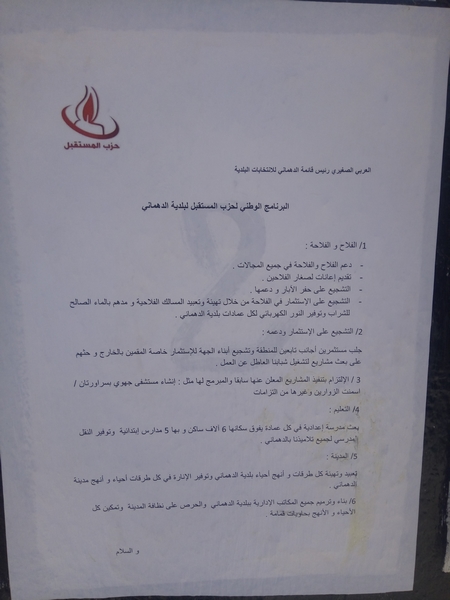 حزب المستقبل
العربي الصغيري رئيس قائمة الدهماني للانتخابات البلدية
البرنامج الوطني لحزب المستقبل لبلدية الدهماني
1/ الفلاح و الفلاحة :
- دعم الفلاح والفلاحة في جميع المجالات .
- تقديم إعانات لصغار الفلاحين .
- التشجيع على حفر الأبار و دعمها .
- التشجيع على الإستثمار في الفلاحة من خلال تهيئة وتعبيد المسالك الفلاحية و مدهم بالماء الصالح
للشراب وتوفير النور الكهربائي لكل عمادات بلدية الدهماني .
2/ التشجيع على الإستثمار ودعمه :
جلب مستثمرين أجانب تابعين للمنطقة وتشجيع أبناء الجهة للإستثمار خاصة المقمين بالخارج و حثهم
على بعث مشاريع لتشغيل شبابنا العاطل عن العمل .
3 / الإلتزام بتنفيذ المشاريع المعلن عنها سابقا والمبرمج لها مثل : إنشاء مستشفى جهوي بسراورتان /
اسمنت الزوارين وغيرها من التزامات
4/ التعليم :
بعث مدرسة إعدادية في كل عمادة يفوق سكانها 6 آلاف ساكن و بها 5 مدارس إبتدائية وتوفير النقل
المدرسي لجميع تلاميذنا بالدهماني .
5/ المدينة :
تعبيد وتهيئة كل طرقات و أنهج أحياء بلدية الدهماني وتوفير الإنارة في كل طرقات أحياء و أنهج مدينة
الدهماني .
6/ بناء وترميم جميع المكاتب الإدارية ببلدية الدهماني والحرص على نظافة المدينة وتمكين كل
الأحياء و الأنهج بحاويات قمامة
و السلام